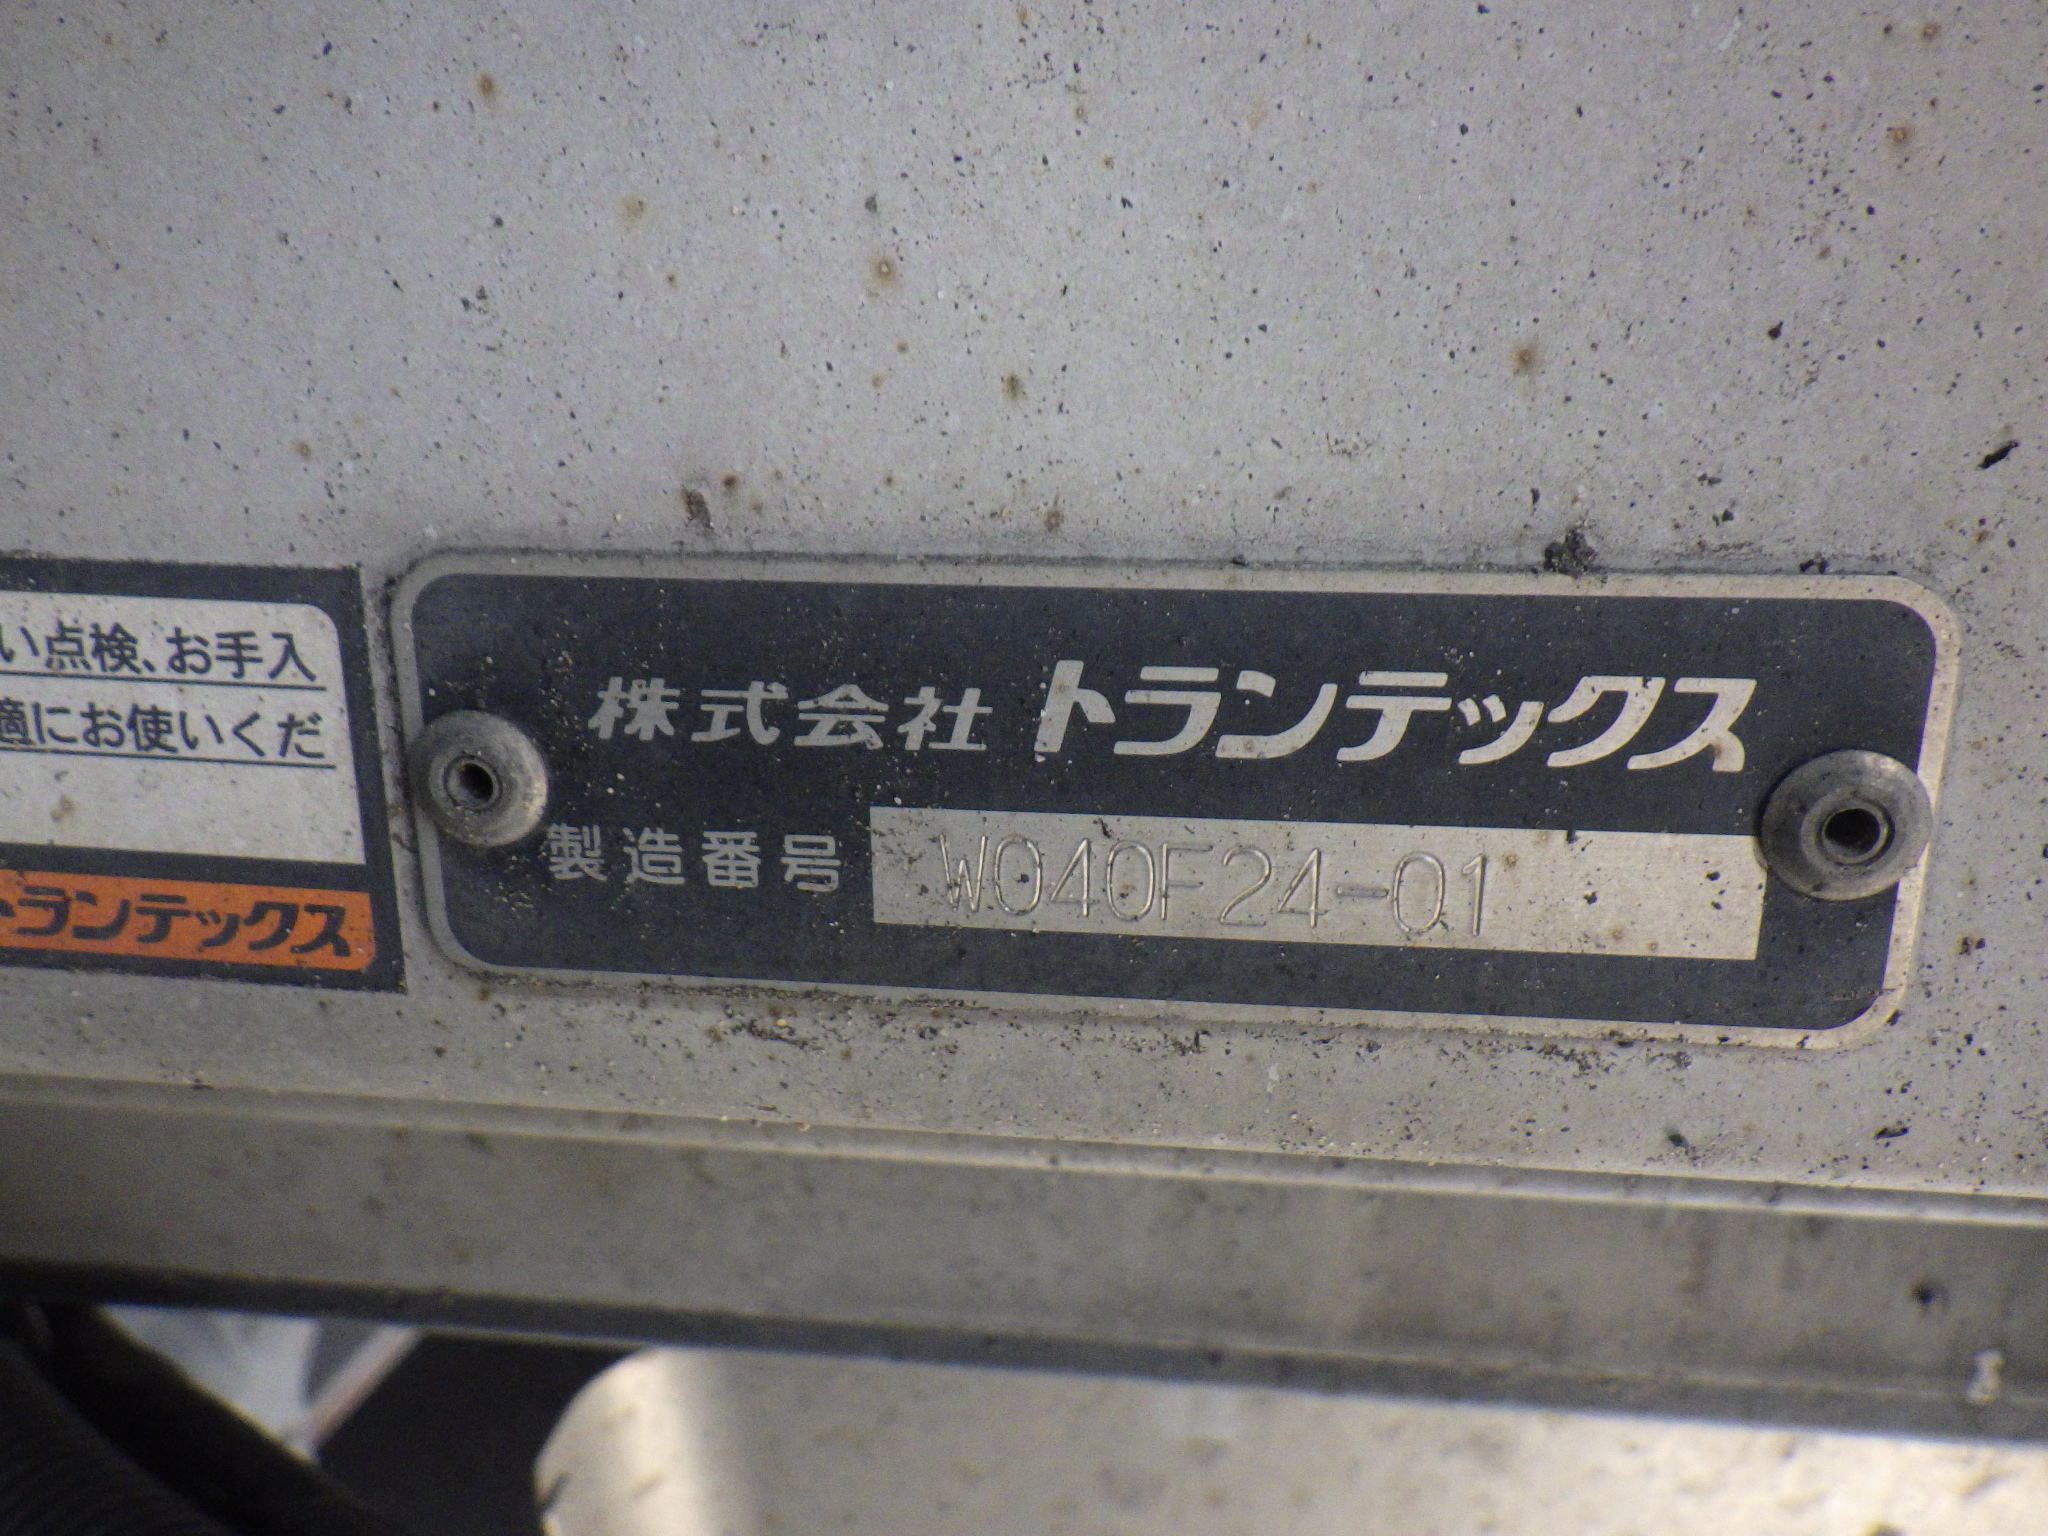 い点検、お手入
適にお使いくだ
トランテックス
株式会社トランテックス
製造番号 W040F24-01